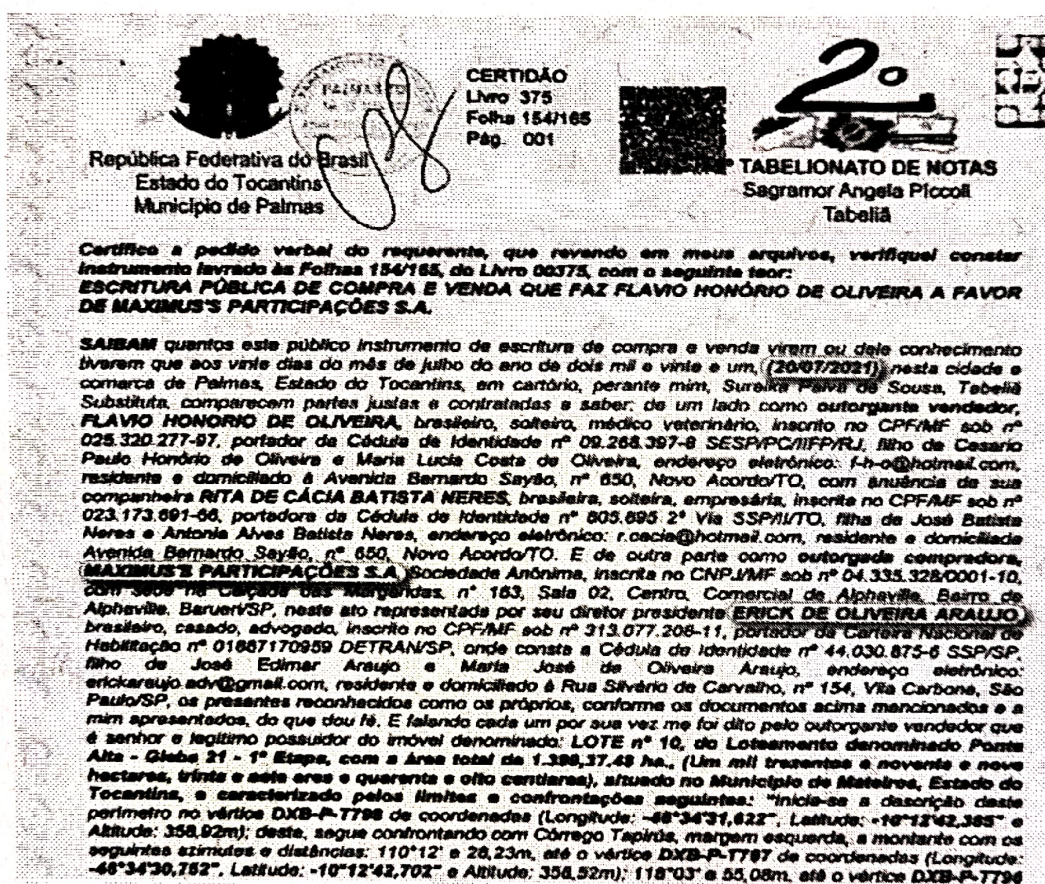 CERTIDÃO
Livro 375
Folha 154/165
Pág. 001
República Federativa do Brasil
Estado do Tocantins
Município de Palmas
2º
TABELIONATO DE NOTAS
Sagramor Angela Piccoli
Tabeliã
Certifico a pedido verbal do requerente, que revendo em meus arquivos, verifiquei constar
instrumento lavrado às Folhas 154/165, do Livro 00375, com o seguinte teor:
ESCRITURA PÚBLICA DE COMPRA E VENDA QUE FAZ FLAVIO HONÓRIO DE OLIVEIRA A FAVOR
DE MAXIMUS'S PARTICIPAÇÕES S.A.
SAIBAM quantos este público instrumento de escritura de compra e venda virem ou dele conhecimento
tiverem que aos vinte dias do mês de julho do ano de dois mil e vinte e um, (20/07/2021) nesta cidade e
comarca de Palmas, Estado do Tocantins, em cartório, perante mim, Sureika Paiva de Sousa, Tabeliã
Substituta, comparecem partes justas e contratadas a saber: de um lado como outorgante vendedor,
FLAVIO HONORIO DE OLIVEIRA, brasileiro, solteiro, médico veterinário, inscrito no CPF/MF sob nº
025.320.277-97, portador da Cédula de Identidade nº 09.268.397-8 SESP/PC/IIFP/RJ, filho de Cesario
Paulo Honório de Oliveira e Maria Lucia Costa de Oliveira, endereço eletrônico: f-h-o@hotmail.com,
residente e domiciliado à Avenida Bernardo Sayão, nº 650, Novo Acordo/TO, com anuência de sua
companheira RITA DE CÁCIA BATISTA NERES, brasileira, solteira, empresária, inscrita no CPF/MF sob nº
023.173.691-66, portadora da Cédula de Identidade nº 805.695 2ª Via SSP/II/TO, filha de José Batista
Neres e Antonia Alves Batista Neres, endereço eletrônico: r.cacia@hotmail.com, residente e domiciliada
Avenida Bernardo Sayão, nº 650, Novo Acordo/TO. E de outra parte como outorgada compradora,
MAXIMUS'S PARTICIPAÇÕES S.A, Sociedade Anônima, inscrita no CNPJ/MF sob nº 04.335.328/0001-10,
com sede na Calçada das Margaridas, nº 163, Sala 02, Centro, Comercial de Alphaville, Bairro de
Alphaville, Barueri/SP, neste ato representada por seu diretor presidente ERICK DE OLIVEIRA ARAUJO,
brasileiro, casado, advogado, inscrito no CPF/MF sob nº 313.077.208-11, portador da Carteira Nacional de
Habilitação nº 01667170959 DETRAN/SP, onde consta a Cédula de Identidade nº 44.030.875-6 SSP/SP,
filho de José Edimar Araujo e Maria José de Oliveira Araujo, endereço eletrônico:
erickaraujo.adv@gmail.com, residente e domiciliado à Rua Silvério de Carvalho, nº 154, Vila Carbone, São
Paulo/SP, os presentes reconhecidos como os próprios, conforme os documentos acima mencionados e a
mim apresentados, do que dou fé. E falando cada um por sua vez me foi dito pelo outorgante vendedor que
é senhor e legítimo possuidor do imóvel denominado: LOTE nº 10, do Loteamento denominado Ponte
Alta - Gleba 21 - 1ª Etapa, com a área total de 1.399,37.48 ha., (Um mil trezentos e noventa e nove
hectares, trinta e sete ares e quarenta e oito centiares), situado no Município de Mateiros, Estado do
Tocantins, e caracterizado pelos limites e confrontações seguintes: "Inicia-se a descrição deste
perímetro no vértice DXB-P-T798 de coordenadas (Longitude: -46°34'31,622", Latitude: -10°12'42,385" e
Altitude: 358,92m); deste, segue confrontando com Córrego Tapirús, margem esquerda, a montante com os
seguintes azimutes e distâncias: 110°12' e 28,23m, até o vértice DXB-P-T797 de coordenadas (Longitude:
-46°34'30,752", Latitude: -10°12'42,702" e Altitude: 358,52m); 118°03' e 55,08m, até o vértice DXB-P-T796